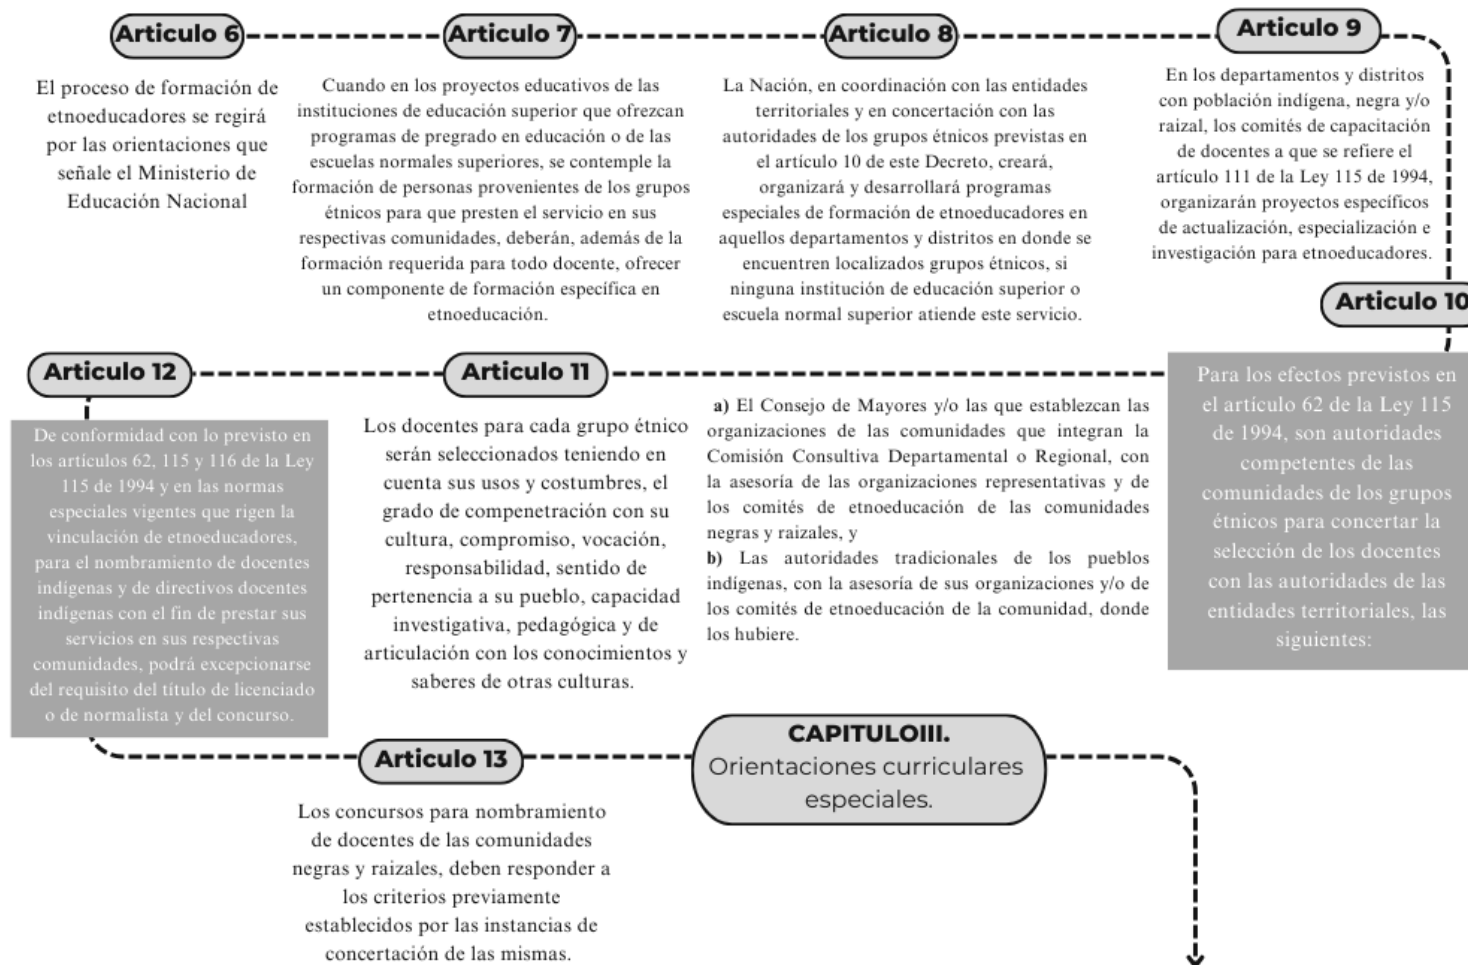 Articulo 6
El proceso de formación de
etnoeducadores se regirá
por las orientaciones que
señale el Ministerio de
Educación Nacional
Articulo 7
Cuando en los proyectos educativos de las
instituciones de educación superior que ofrezcan
programas de pregrado en educación o de las
escuelas normales superiores, se contemple la
formación de personas provenientes de los grupos
étnicos para que presten el servicio en sus
respectivas comunidades, deberán, además de la
formación requerida para todo docente, ofrecer
un componente de formación específica en
etnoeducación.
Articulo 8
La Nación, en coordinación con las entidades
territoriales y en concertación con las
autoridades de los grupos étnicos previstas en
el artículo 10 de este Decreto, creará,
organizará y desarrollará programas
especiales de formación de etnoeducadores en
aquellos departamentos y distritos en donde se
encuentren localizados grupos étnicos, si
ninguna institución de educación superior o
escuela normal superior atiende este servicio.
Articulo 9
En los departamentos y distritos
con población indígena, negra y/o
raizal, los comités de capacitación
de docentes a que se refiere el
artículo 111 de la Ley 115 de 1994,
organizarán proyectos específicos
de actualización, especialización e
investigación para etnoeducadores.
Articulo 10
Para los efectos previstos en
el artículo 62 de la Ley 115
de 1994, son autoridades
competentes de las
comunidades de los grupos
étnicos para concertar la
selección de los docentes
con las autoridades de las
entidades territoriales, las
siguientes:
a) El Consejo de Mayores y/o las que establezcan las
organizaciones de las comunidades que integran la
Comisión Consultiva Departamental o Regional, con
la asesoría de las organizaciones representativas y de
los comités de etnoeducación de las comunidades
negras y raizales, y
b) Las autoridades tradicionales de los pueblos
indígenas, con la asesoría de sus organizaciones y/o de
los comités de etnoeducación de la comunidad, donde
los hubiere.
Articulo 11
Los docentes para cada grupo étnico
serán seleccionados teniendo en
cuenta sus usos y costumbres, el
grado de compenetración con su
cultura, compromiso, vocación,
responsabilidad, sentido de
pertenencia a su pueblo, capacidad
investigativa, pedagógica y de
articulación con los conocimientos y
saberes de otras culturas.
Articulo 12
De conformidad con lo previsto en
los artículos 62, 115 y 116 de la Ley
115 de 1994 y en las normas
especiales vigentes que rigen la
vinculación de etnoeducadores,
para el nombramiento de docentes
indígenas y de directivos docentes
indígenas con el fin de prestar sus
servicios en sus respectivas
comunidades, podrá excepcionarse
del requisito del título de licenciado
o de normalista y del concurso.
Articulo 13
Los concursos para nombramiento
de docentes de las comunidades
negras y raizales, deben responder a
los criterios previamente
establecidos por las instancias de
concertación de las mismas.
CAPITULOIII.
Orientaciones curriculares
especiales.